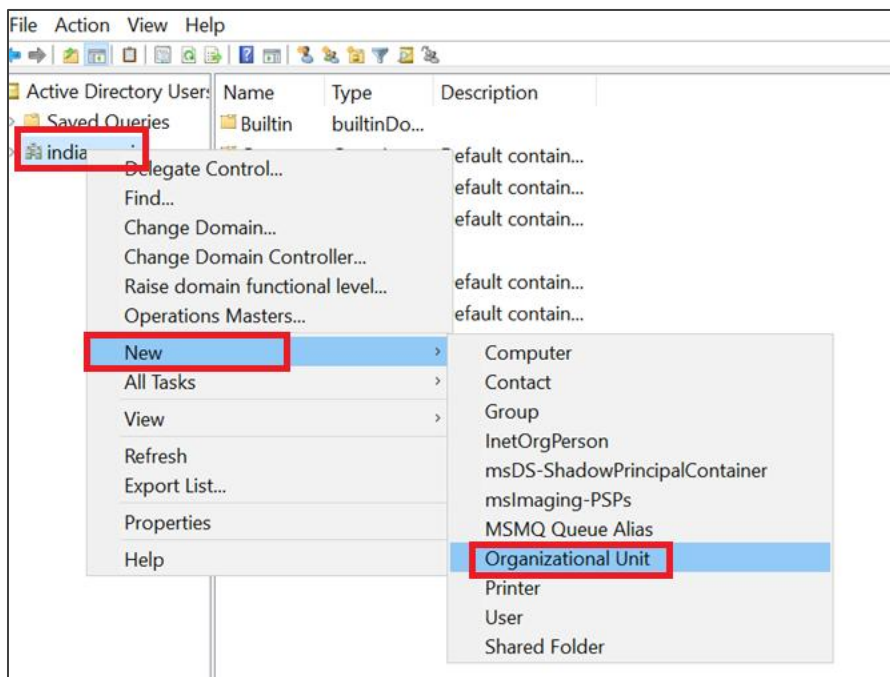 File Action View Help
Active Directory Users
Name Type Description
Saved Queries
Builtin builtinDo...
india
Default contain...
Delegate Control...
efault contain...
Find...
efault contain...
Change Domain...
Change Domain Controller...
Raise domain functional level...
efault contain...
Operations Masters...
efault contain...
New
Computer
All Tasks
Contact
View
Group
InetOrgPerson
Refresh
msDS-ShadowPrincipalContainer
Export List...
msImaging-PSPs
Properties
MSMQ Queue Alias
Help
Organizational Unit
Printer
User
Shared Folder